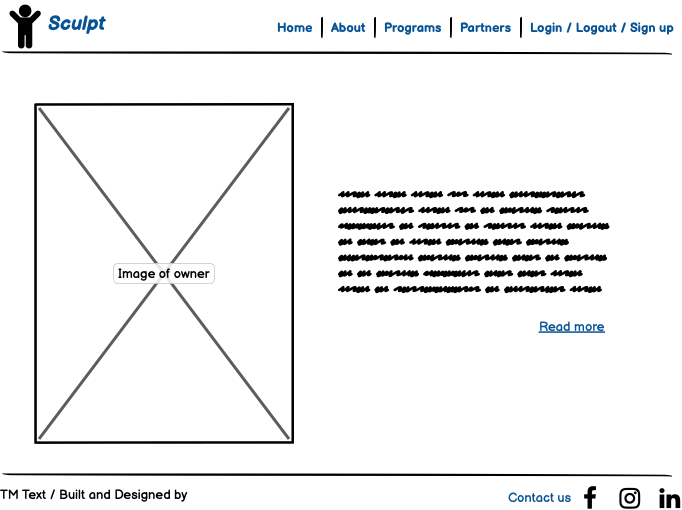 Sculpt
Home | About | Programs | Partners | Login / Logout / Sign up
Image of owner
Read more
TM Text / Built and Designed by
Contact us